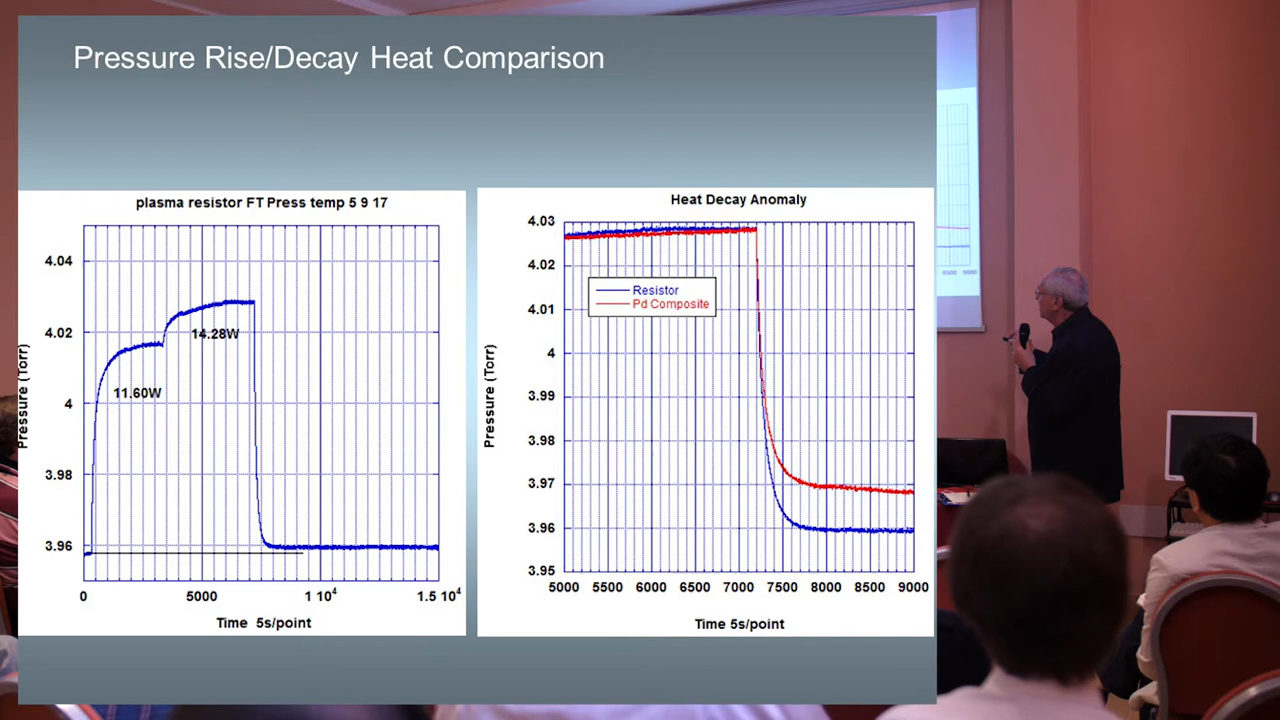 Pressure Rise/Decay Heat Comparison
plasma resistor FT Press temp 5 9 17
4.04
4.02
4
3.98
3.96
14.28W
11.60W
Pressure (Torr)
0
5000
1 10⁴
1.5 10⁴
Time 5s/point
Heat Decay Anomaly
4.03
4.02
4.01
4
3.99
3.98
3.97
3.96
3.95
Resistor
Pd Composite
Pressure (Torr)
5000 5500 6000 6500 7000 7500 8000 8500 9000
Time 5s/point
8500 9000